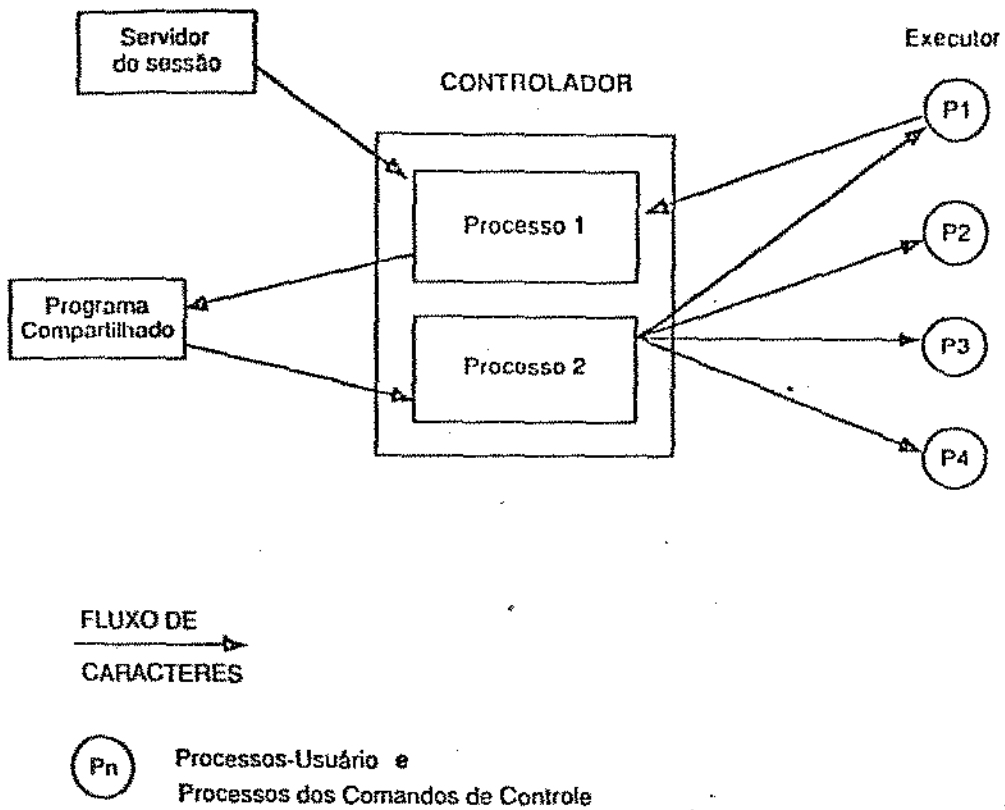 Servidor
do sessão
Executor
CONTROLADOR
P1
Processo 1
P2
Programa
Compartilhado
Processo 2
P3
P4
FLUXO DE
CARACTERES
Pn
Processos-Usuário e
Processos dos Comandos de Controle